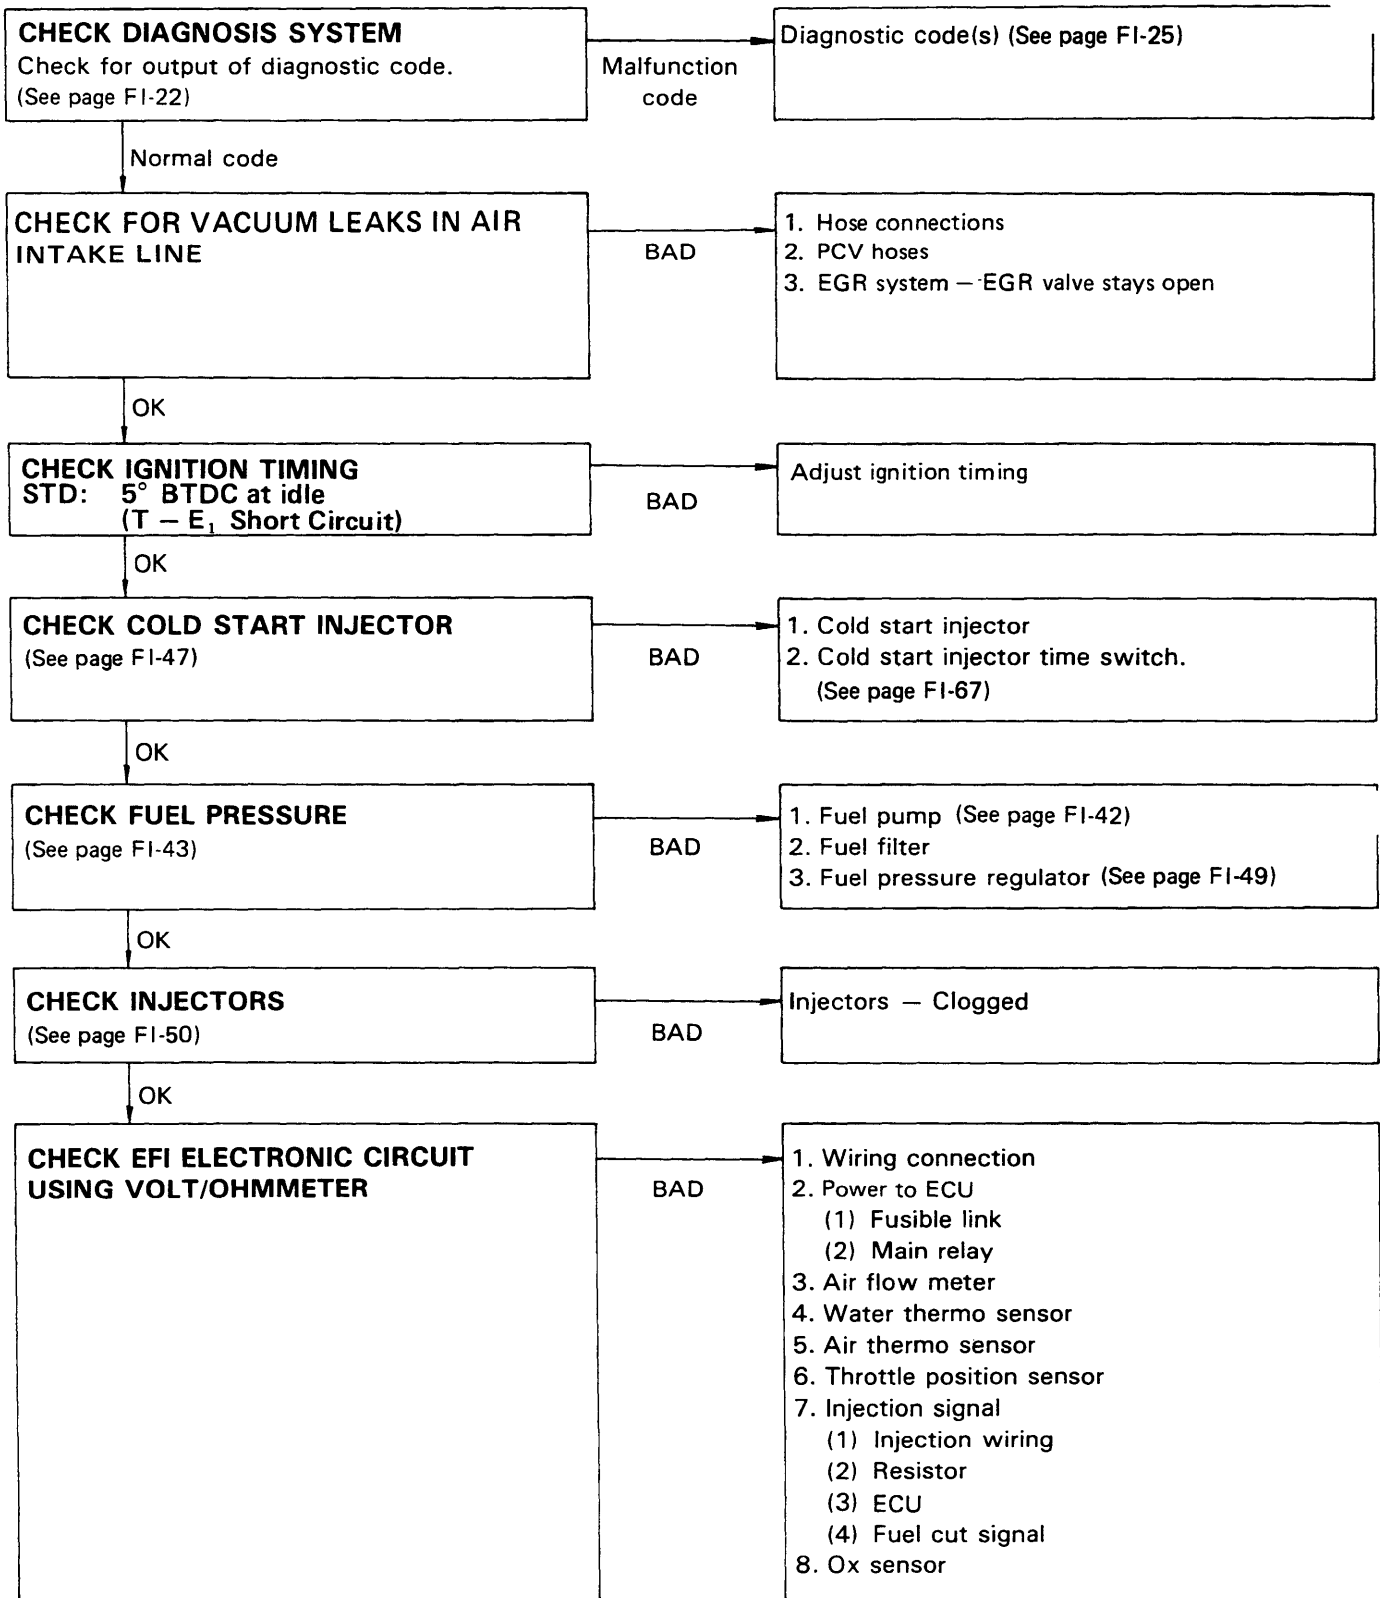 CHECK DIAGNOSIS SYSTEM
Check for output of diagnostic code.
(See page FI-22)
Malfunction
code
Diagnostic code(s) (See page FI-25)
Normal code
CHECK FOR VACUUM LEAKS IN AIR
INTAKE LINE
BAD
1. Hose connections
2. PCV hoses
3. EGR system — EGR valve stays open
OK
CHECK IGNITION TIMING
STD: 5° BTDC at idle
(T — E₁ Short Circuit)
BAD
Adjust ignition timing
OK
CHECK COLD START INJECTOR
(See page FI-47)
BAD
1. Cold start injector
2. Cold start injector time switch.
(See page FI-67)
OK
CHECK FUEL PRESSURE
(See page FI-43)
BAD
1. Fuel pump (See page FI-42)
2. Fuel filter
3. Fuel pressure regulator (See page FI-49)
OK
CHECK INJECTORS
(See page FI-50)
BAD
Injectors — Clogged
OK
CHECK EFI ELECTRONIC CIRCUIT
USING VOLT/OHMMETER
BAD
1. Wiring connection
2. Power to ECU
(1) Fusible link
(2) Main relay
3. Air flow meter
4. Water thermo sensor
5. Air thermo sensor
6. Throttle position sensor
7. Injection signal
(1) Injection wiring
(2) Resistor
(3) ECU
(4) Fuel cut signal
8. Ox sensor